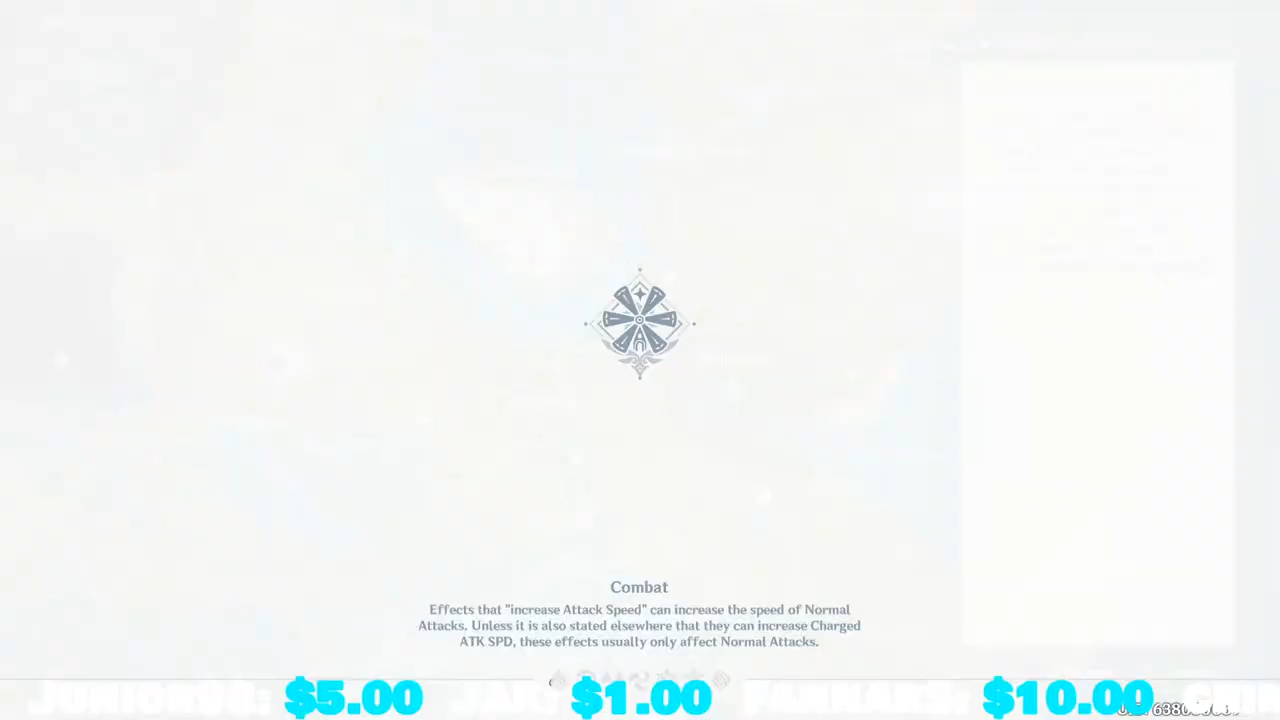 Combat
Effects that "increase Attack Speed" can increase the speed of Normal
Attacks. Unless it is also stated elsewhere that they can increase Charged
ATK SPD, these effects usually only affect Normal Attacks.
$5.00 $1.00 $10.00